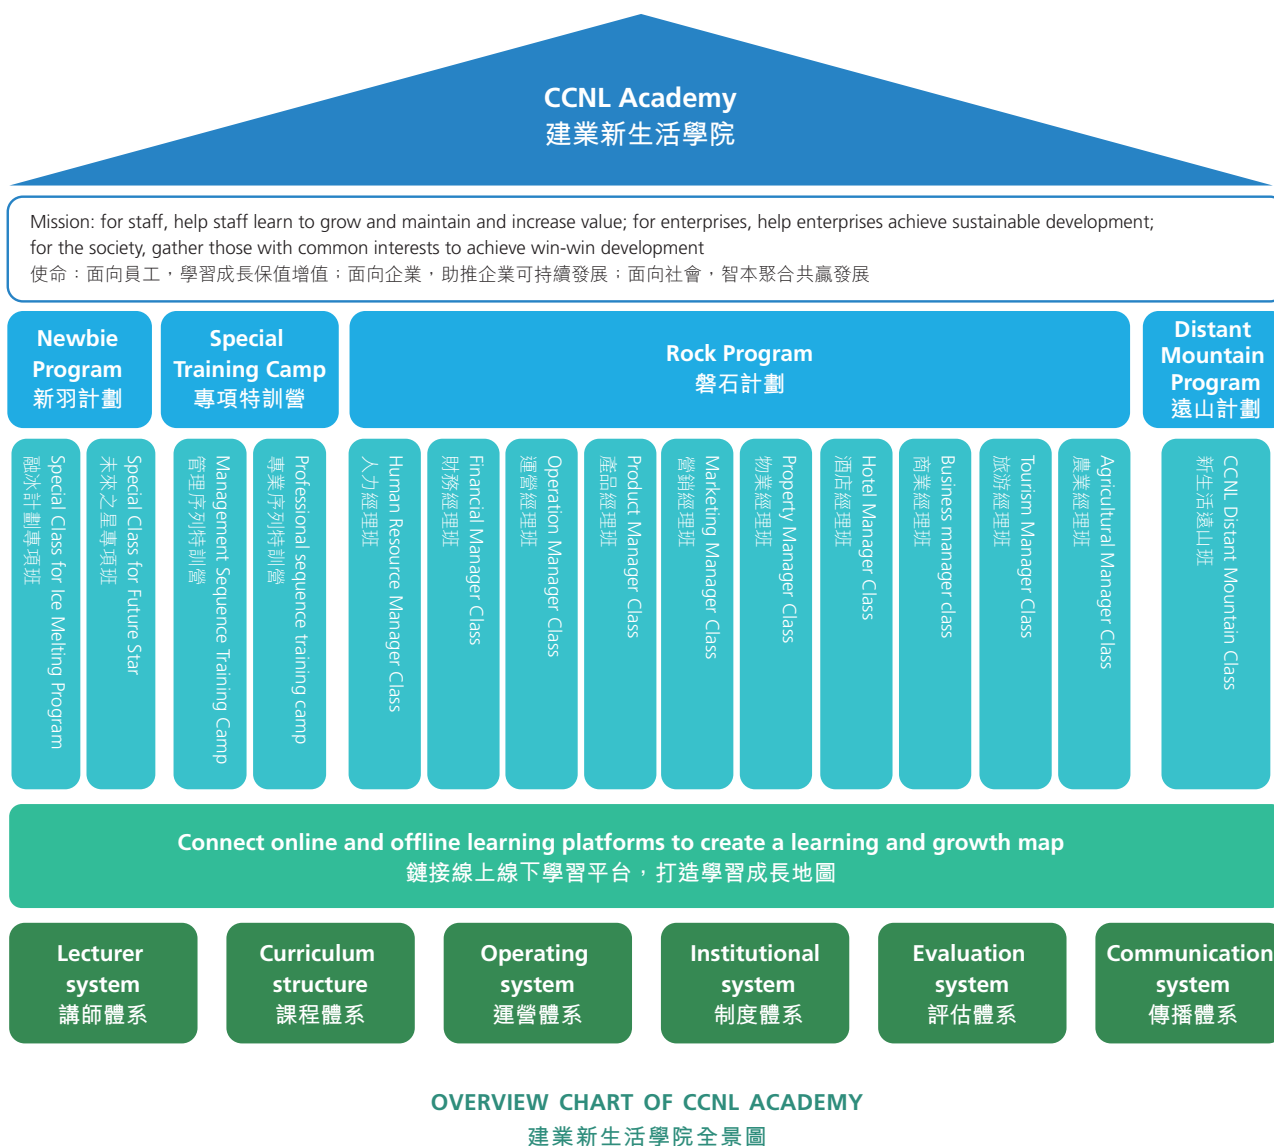 CCNL Academy
建業新生活學院
Mission: for staff, help staff learn to grow and maintain and increase value; for enterprises, help enterprises achieve sustainable development;
for the society, gather those with common interests to achieve win-win development
使命：面向員工，學習成長保值增值；面向企業，助推企業可持續發展；面向社會，智本聚合共贏發展
Newbie
Program
新羽計劃
Special
Training Camp
專項特訓營
Rock Program
磐石計劃
Distant
Mountain
Program
遠山計劃
Special Class for Ice Melting Program
融冰計劃專項班
Special Class for Future Star
未來之星專項班
Management Sequence Training Camp
管理序列特訓營
Professional sequence training camp
專業序列特訓營
Human Resource Manager Class
人力經理班
Financial Manager Class
財務經理班
Operation Manager Class
運營經理班
Product Manager Class
產品經理班
Marketing Manager Class
營銷經理班
Property Manager Class
物業經理班
Hotel Manager Class
酒店經理班
Business manager class
商業經理班
Tourism Manager Class
旅游經理班
Agricultural Manager Class
農業經理班
CCNL Distant Mountain Class
新生活遠山班
Connect online and offline learning platforms to create a learning and growth map
鏈接線上線下學習平台，打造學習成長地圖
Lecturer
system
講師體系
Curriculum
structure
課程體系
Operating
system
運營體系
Institutional
system
制度體系
Evaluation
system
評估體系
Communication
system
傳播體系
OVERVIEW CHART OF CCNL ACADEMY
建業新生活學院全景圖